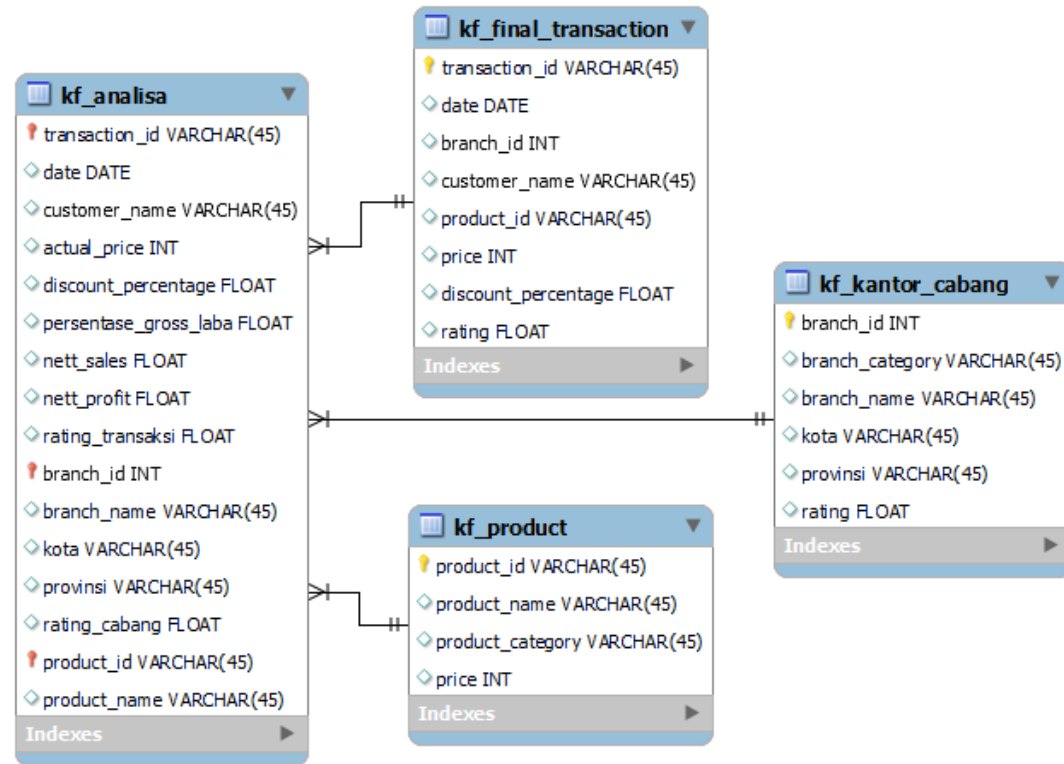 kf_analisa
transaction_id VARCHAR(45)
date DATE
customer_name VARCHAR(45)
actual_price INT
discount_percentage FLOAT
persentase_gross_laba FLOAT
nett_sales FLOAT
nett_profit FLOAT
rating_transaksi FLOAT
branch_id INT
branch_name VARCHAR(45)
kota VARCHAR(45)
provinsi VARCHAR(45)
rating_cabang FLOAT
product_id VARCHAR(45)
product_name VARCHAR(45)
Indexes
kf_final_transaction
transaction_id VARCHAR(45)
date DATE
branch_id INT
customer_name VARCHAR(45)
product_id VARCHAR(45)
price INT
discount_percentage FLOAT
rating FLOAT
Indexes
kf_kantor_cabang
branch_id INT
branch_category VARCHAR(45)
branch_name VARCHAR(45)
kota VARCHAR(45)
provinsi VARCHAR(45)
rating FLOAT
Indexes
kf_product
product_id VARCHAR(45)
product_name VARCHAR(45)
product_category VARCHAR(45)
price INT
Indexes